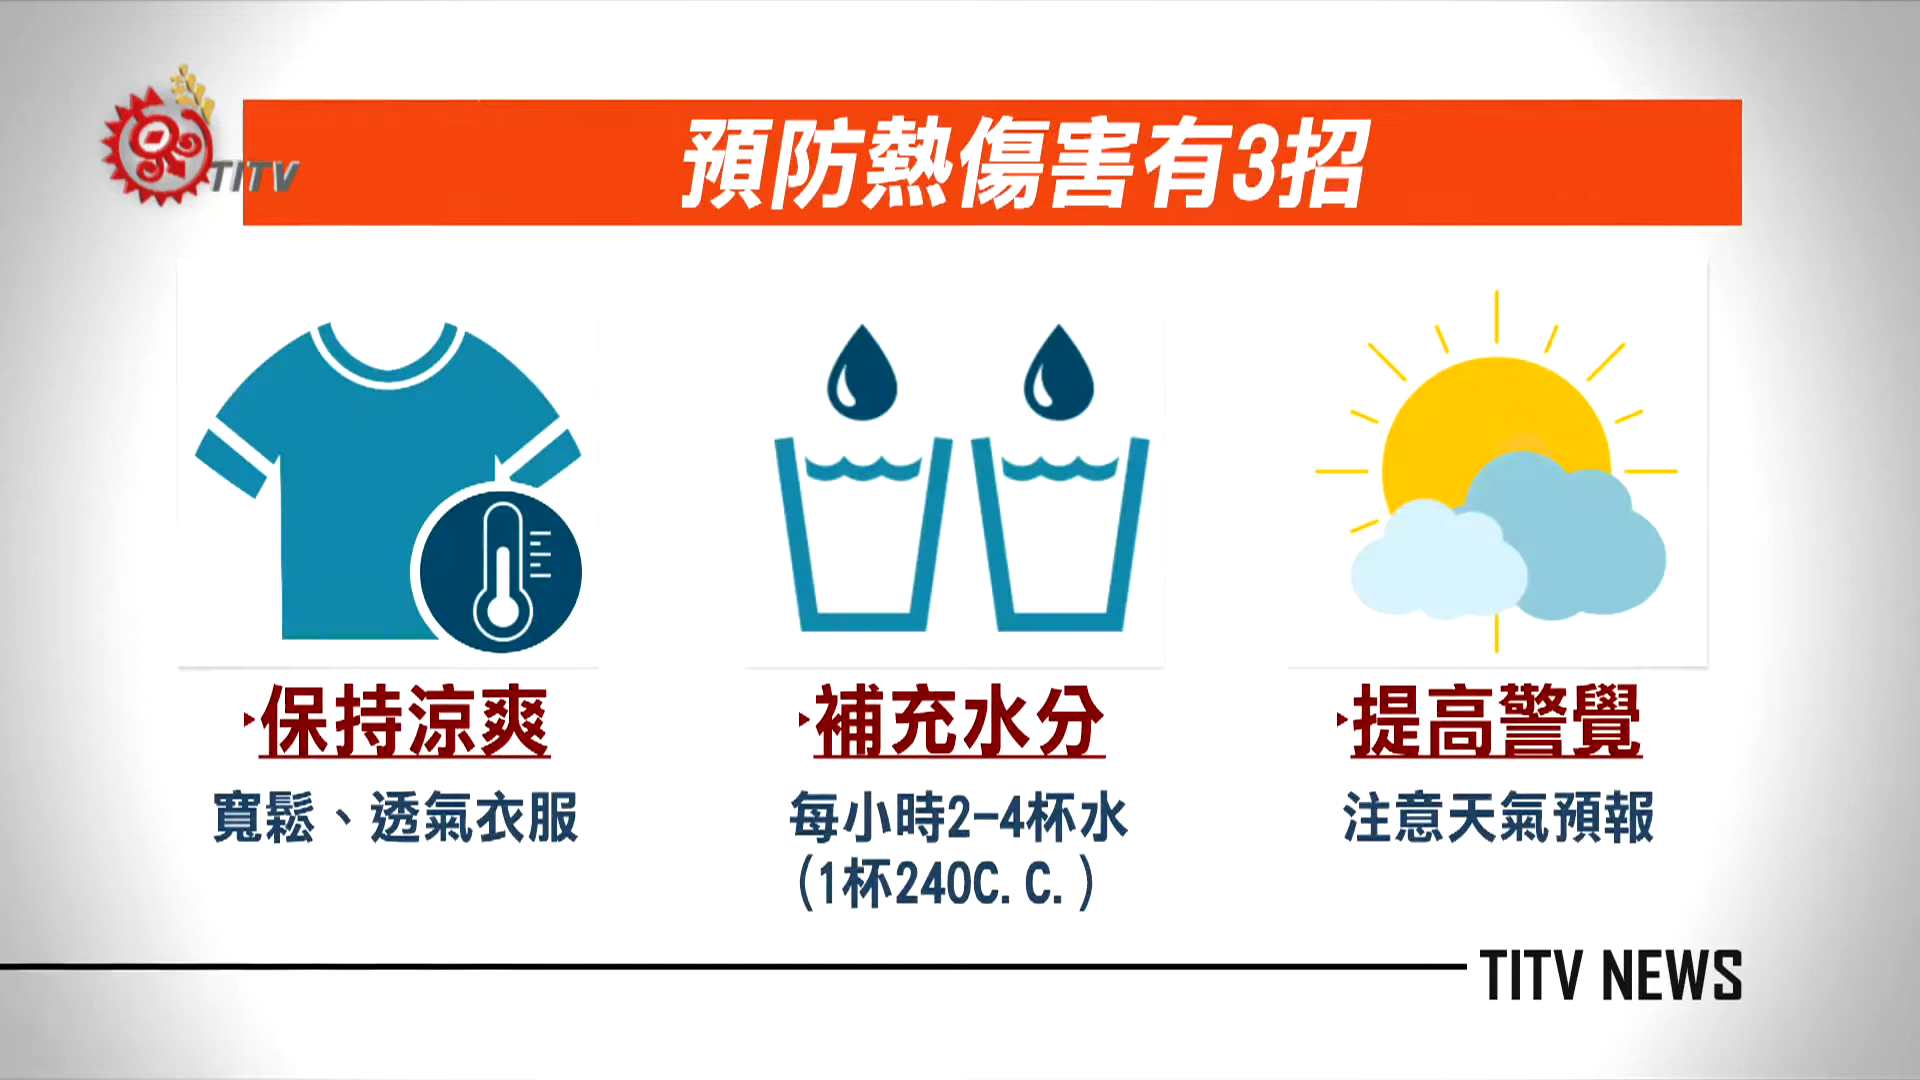 TITV
預防熱傷害有3招
▸保持涼爽
寬鬆、透氣衣服
▸補充水分
每小時2-4杯水
(1杯240C.C.)
▸提高警覺
注意天氣預報
TITV NEWS